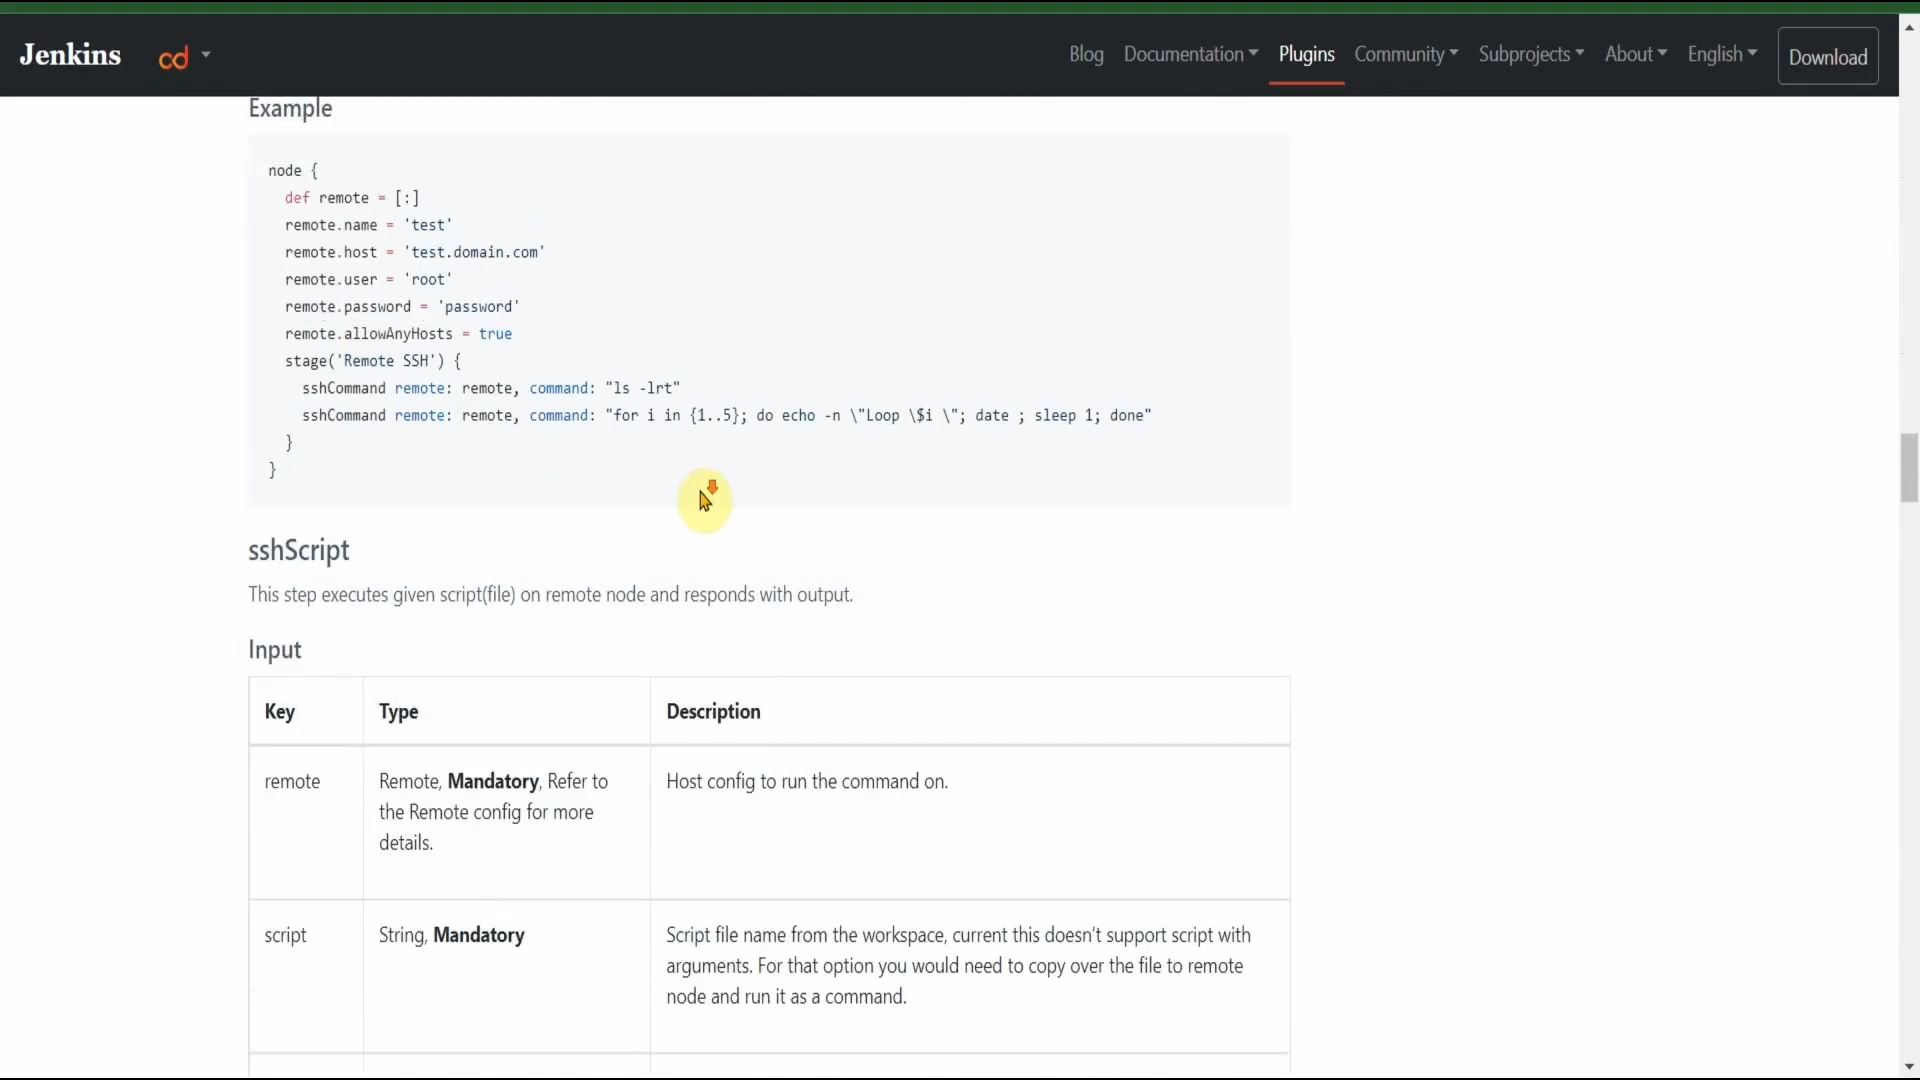 Jenkins
cd
Blog Documentation Plugins Community Subprojects About English Download
Example
node {
  def remote = [:]
  remote.name = 'test'
  remote.host = 'test.domain.com'
  remote.user = 'root'
  remote.password = 'password'
  remote.allowAnyHosts = true
  stage('Remote SSH') {
    sshCommand remote: remote, command: "ls -lrt"
    sshCommand remote: remote, command: "for i in {1..5}; do echo -n \"Loop \$i \"; date ; sleep 1; done"
  }
}
sshScript
This step executes given script(file) on remote node and responds with output.
Input
Key Type Description
remote Remote, Mandatory, Refer to Host config to run the command on.
the Remote config for more
details.
script String, Mandatory Script file name from the workspace, current this doesn't support script with
arguments. For that option you would need to copy over the file to remote
node and run it as a command.